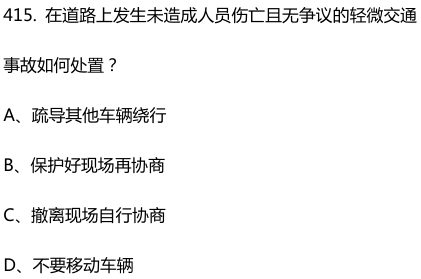 415. 在道路上发生未造成人员伤亡且无争议的轻微交通
事故如何处置？
A、疏导其他车辆绕行
B、保护好现场再协商
C、撤离现场自行协商
D、不要移动车辆